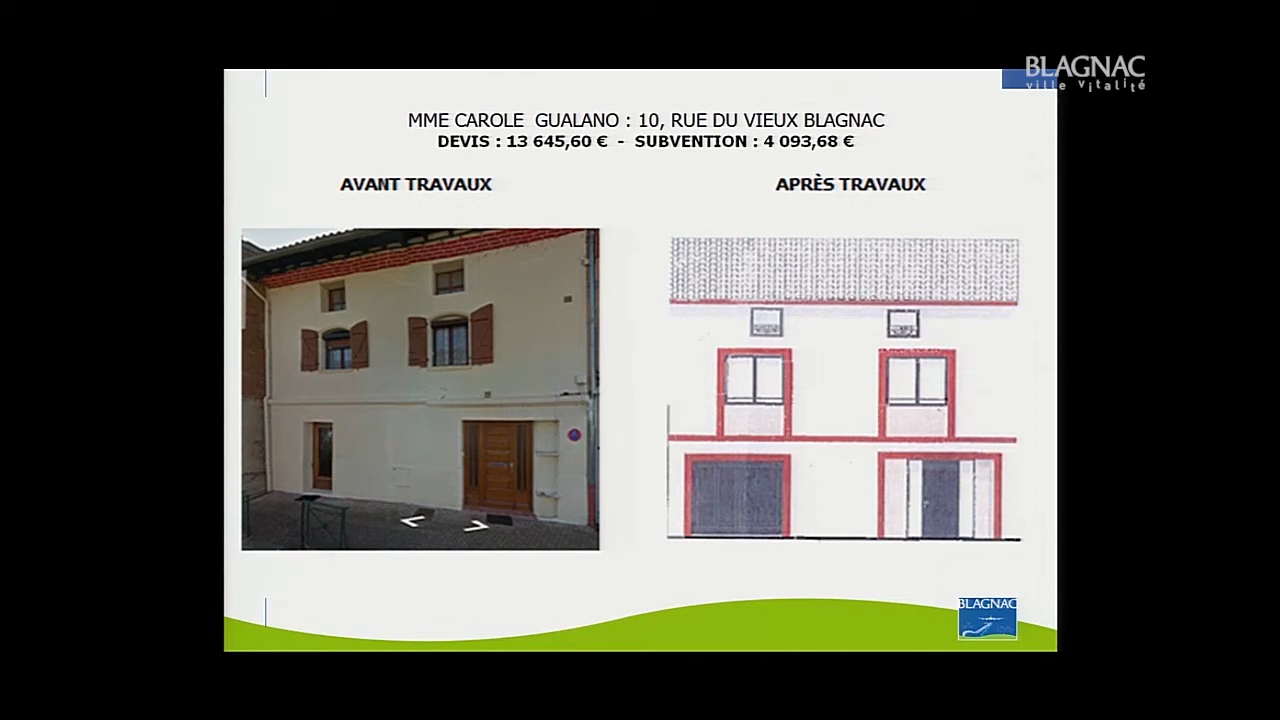 BLAGNAC
ville vitalité
MME CAROLE GUALANO : 10, RUE DU VIEUX BLAGNAC
DEVIS : 13 645,60 € - SUBVENTION : 4 093,68 €
AVANT TRAVAUX
APRÈS TRAVAUX
BLAGNAC